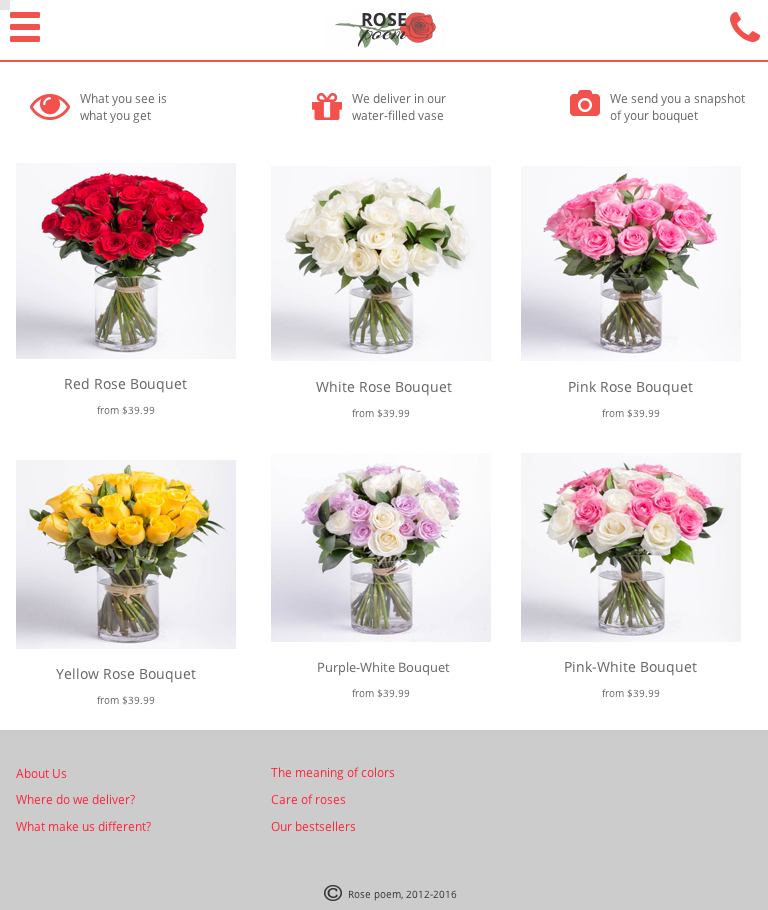 ROSE
poem
What you see is
what you get
We deliver in our
water-filled vase
We send you a snapshot
of your bouquet
Red Rose Bouquet
from $39.99
White Rose Bouquet
from $39.99
Pink Rose Bouquet
from $39.99
Yellow Rose Bouquet
from $39.99
Purple-White Bouquet
from $39.99
Pink-White Bouquet
from $39.99
About Us
Where do we deliver?
What make us different?
The meaning of colors
Care of roses
Our bestsellers
© Rose poem, 2012-2016